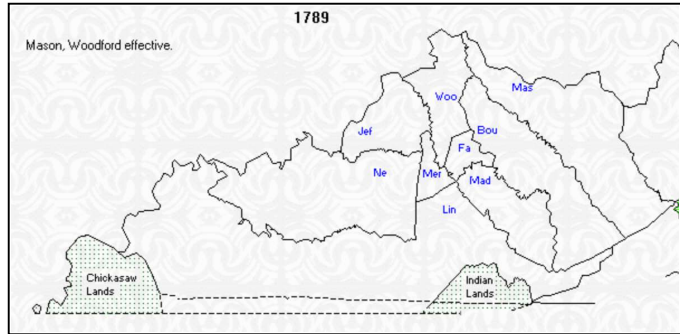 1789
Mason, Woodford effective.
Woo
Mas
Jef
Bou
Fa
Ne
Mer
Mad
Lin
Chickasaw
Lands
Indian
Lands